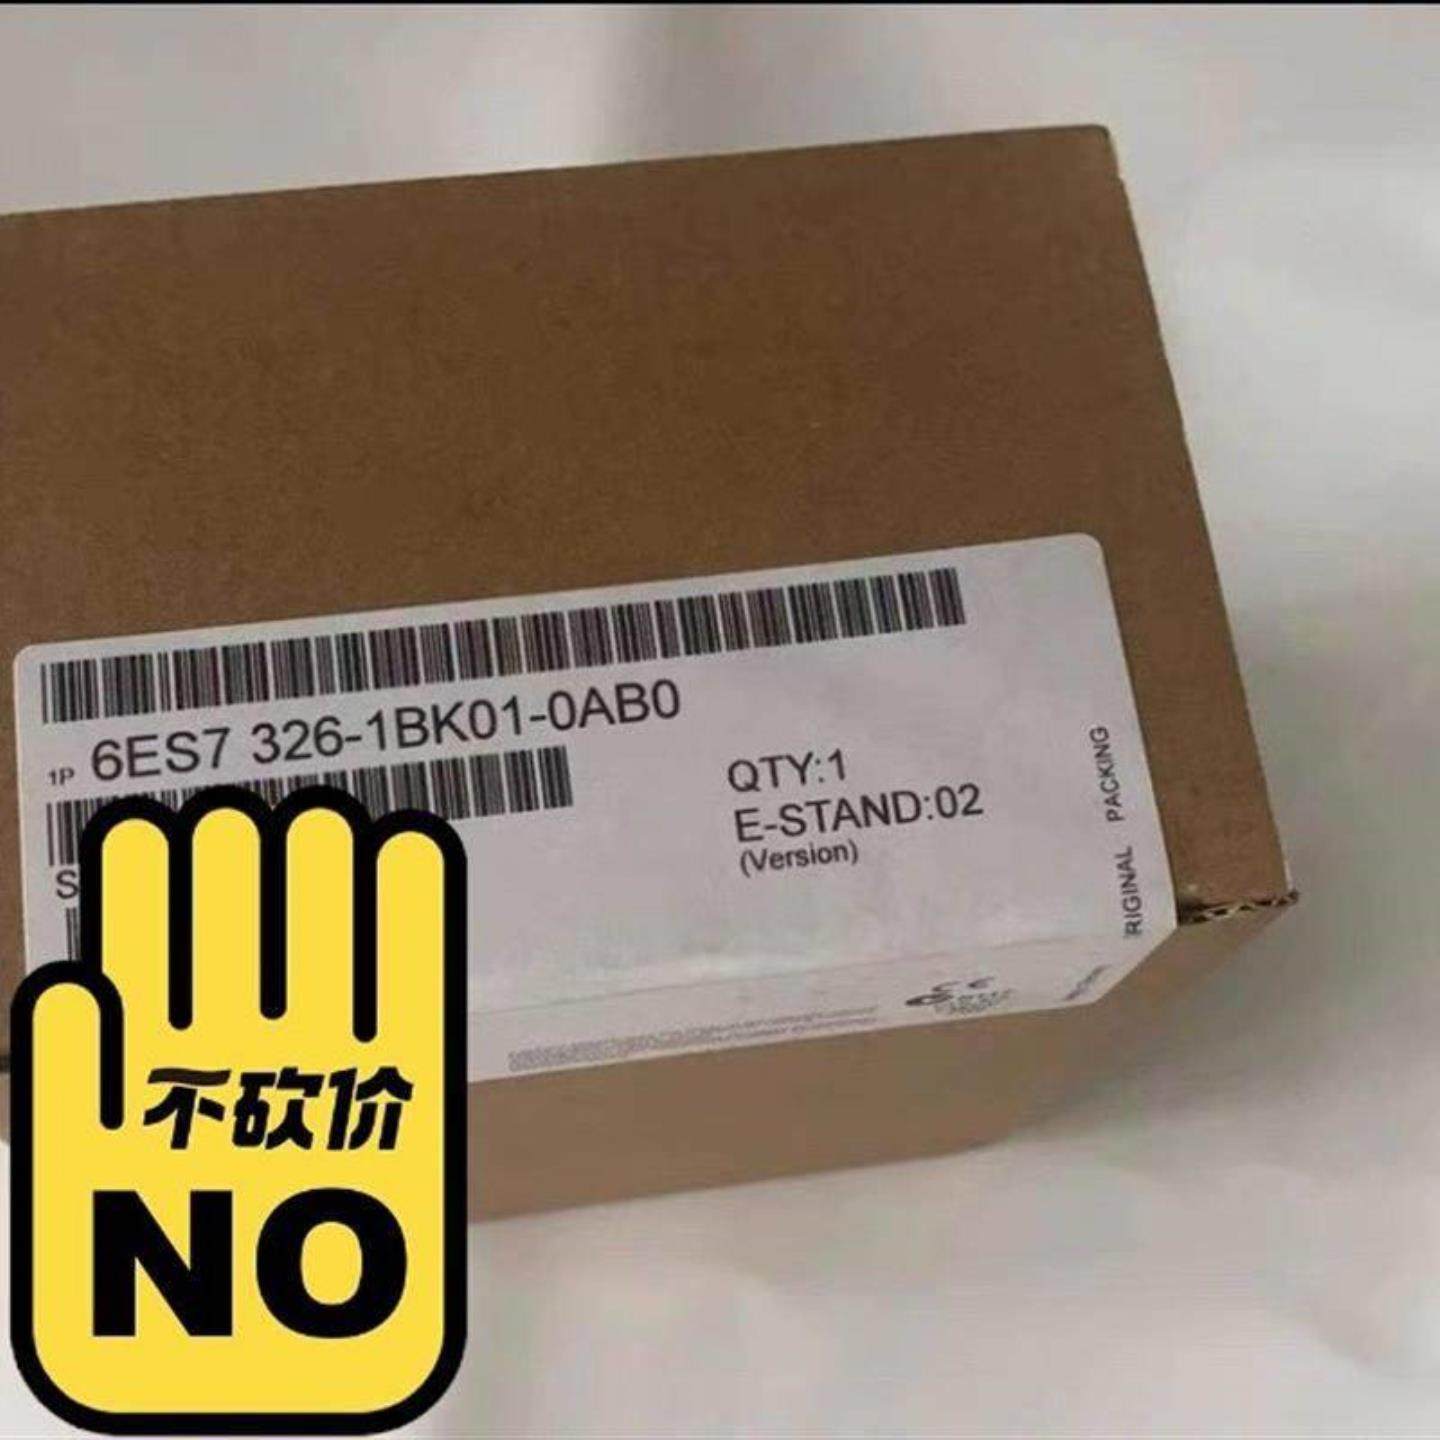 1P 6ES7 326-1BK01-0AB0
S
QTY:1
E-STAND:02
(Version)
RIGINAL PACKING
不砍价
NO